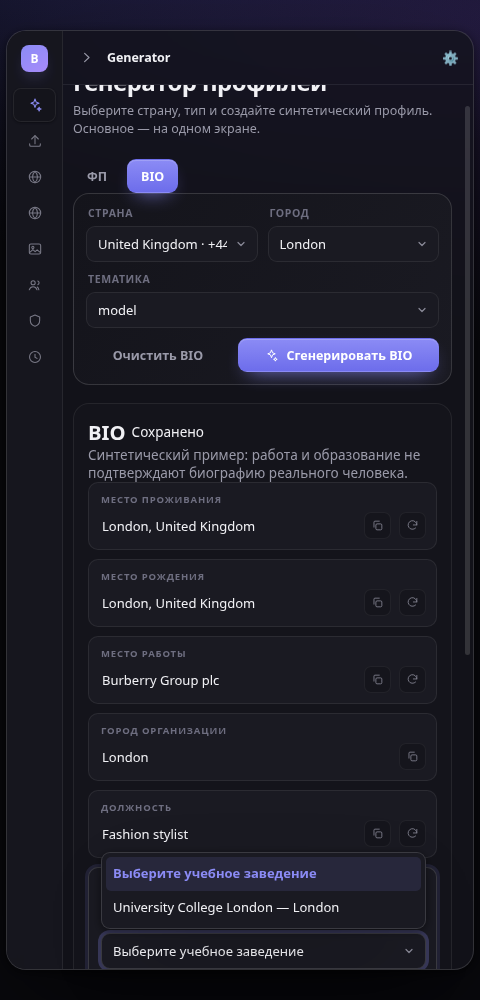 B
Generator
Генератор профилей
Выберите страну, тип и создайте синтетический профиль.
Основное — на одном экране.
ФП
BIO
СТРАНА
ГОРОД
United Kingdom · +44
London
ТЕМАТИКА
model
Очистить BIO
Сгенерировать BIO
BIO Сохранено
Синтетический пример: работа и образование не
подтверждают биографию реального человека.
МЕСТО ПРОЖИВАНИЯ
London, United Kingdom
МЕСТО РОЖДЕНИЯ
London, United Kingdom
МЕСТО РАБОТЫ
Burberry Group plc
ГОРОД ОРГАНИЗАЦИИ
London
ДОЛЖНОСТЬ
Fashion stylist
Выберите учебное заведение
University College London — London
Выберите учебное заведение